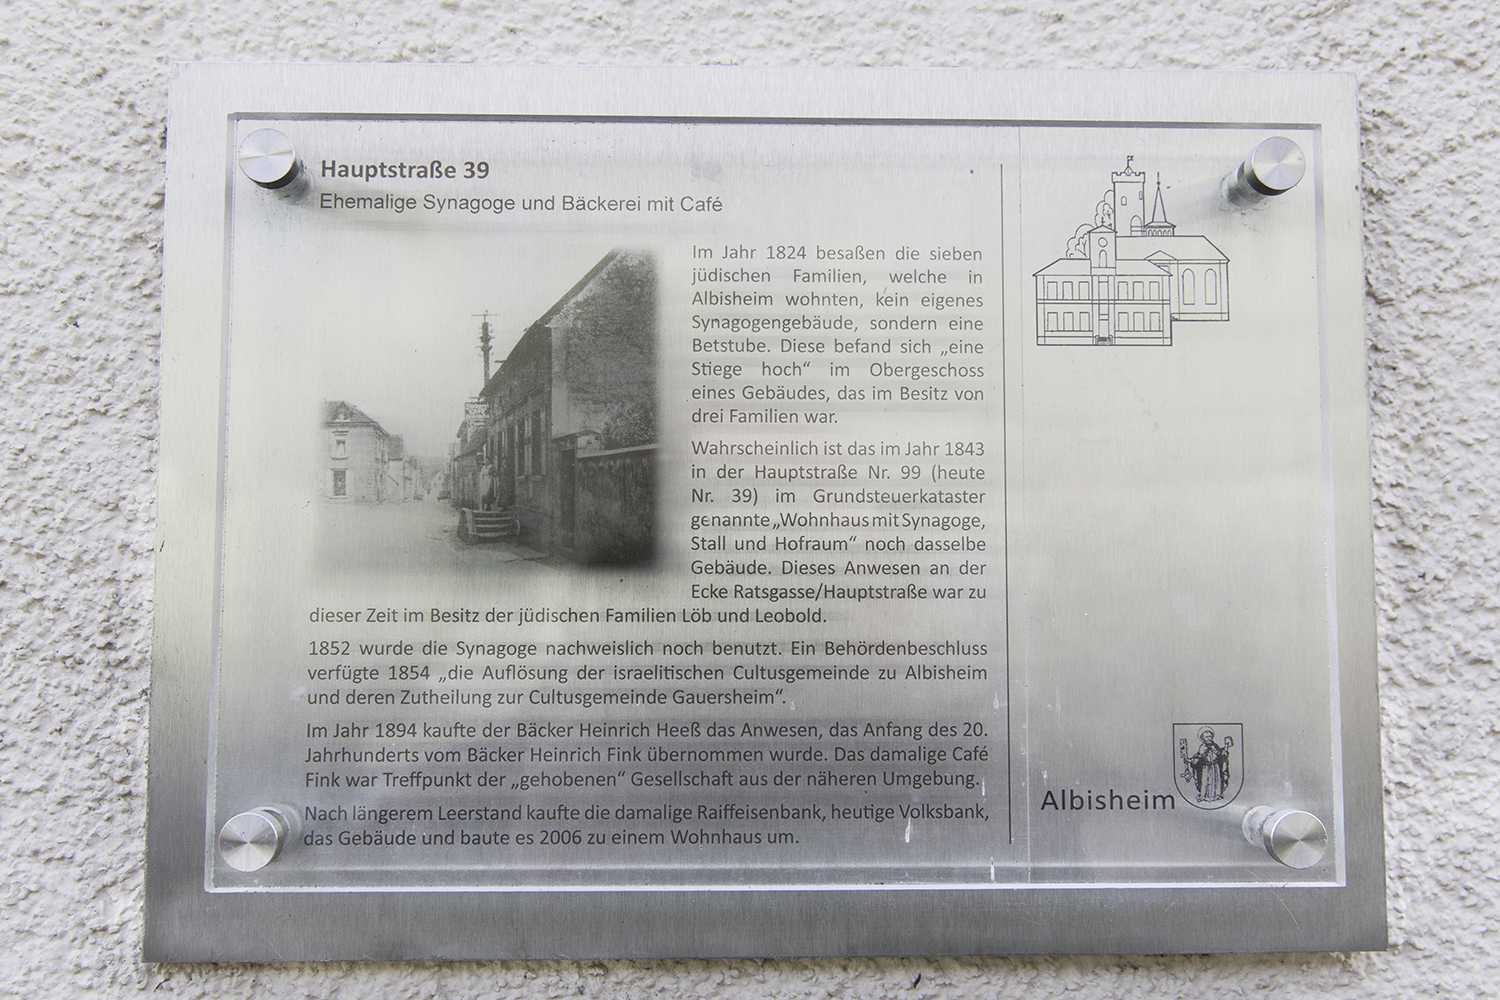 Hauptstraße 39
Ehemalige Synagoge und Bäckerei mit Café
Im Jahr 1824 besaßen die sieben
jüdischen Familien, welche in
Albisheim wohnten, kein eigenes
Synagogengebäude, sondern eine
Betstube. Diese befand sich „eine
Stiege hoch“ im Obergeschoss
eines Gebäudes, das im Besitz von
drei Familien war.
Wahrscheinlich ist das im Jahr 1843
in der Hauptstraße Nr. 99 (heute
Nr. 39) im Grundsteuerkataster
genannte „Wohnhaus mit Synagoge,
Stall und Hofraum“ noch dasselbe
Gebäude. Dieses Anwesen an der
Ecke Ratsgasse/Hauptstraße war zu
dieser Zeit im Besitz der jüdischen Familien Löb und Leobold.
1852 wurde die Synagoge nachweislich noch benutzt. Ein Behördenbeschluss
verfügte 1854 „die Auflösung der israelitischen Cultusgemeinde zu Albisheim
und deren Zutheilung zur Cultusgemeinde Gauersheim“.
Im Jahr 1894 kaufte der Bäcker Heinrich Heeß das Anwesen, das Anfang des 20.
Jahrhunderts vom Bäcker Heinrich Fink übernommen wurde. Das damalige Café
Fink war Treffpunkt der „gehobenen“ Gesellschaft aus der näheren Umgebung.
Nach längerem Leerstand kaufte die damalige Raiffeisenbank, heutige Volksbank,
das Gebäude und baute es 2006 zu einem Wohnhaus um.
Albisheim